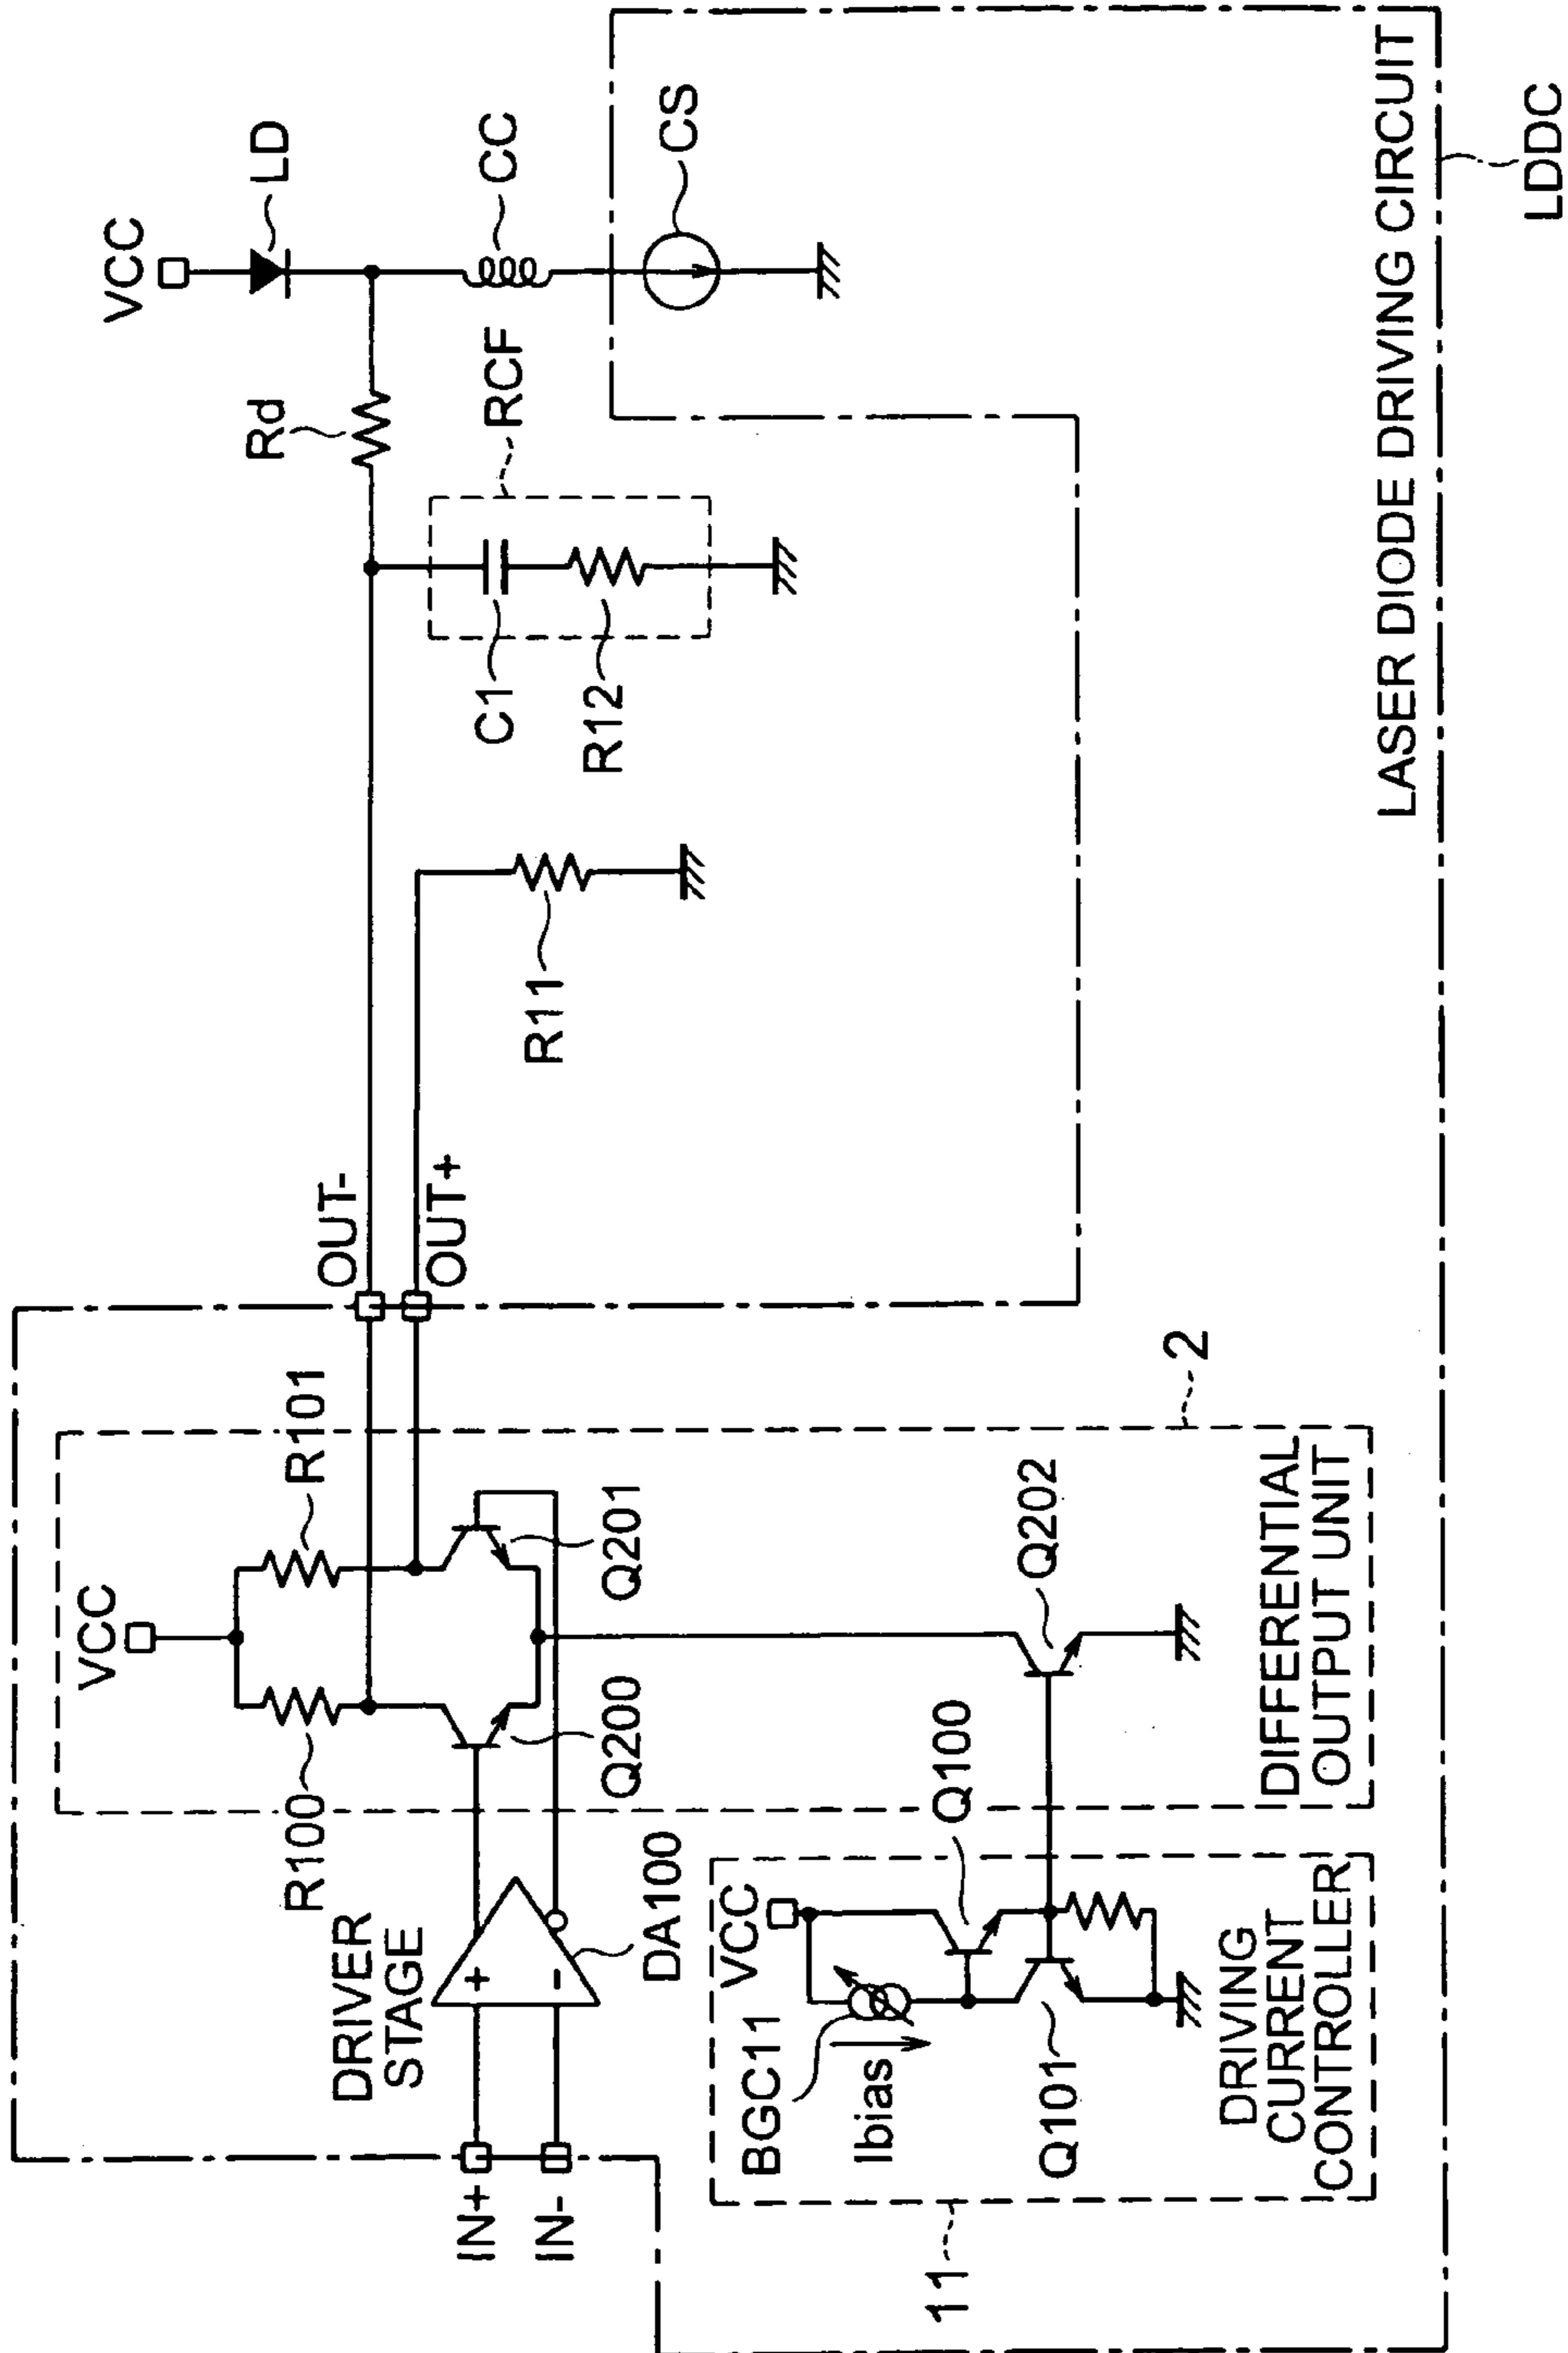 VCC
LD
Rd
RCF
CC
CS
C1
R12
R11
OUT-
OUT+
VCC
R100
R101
Q200
Q201
DRIVER
STAGE
DA100
IN+
IN-
2
VCC
BGC11
Ibias
Q100
Q101
Q202
11
DRIVING
CURRENT
CONTROLLER
DIFFERENTIAL
OUTPUT UNIT
LASER DIODE DRIVING CIRCUIT
LDDC
+
-